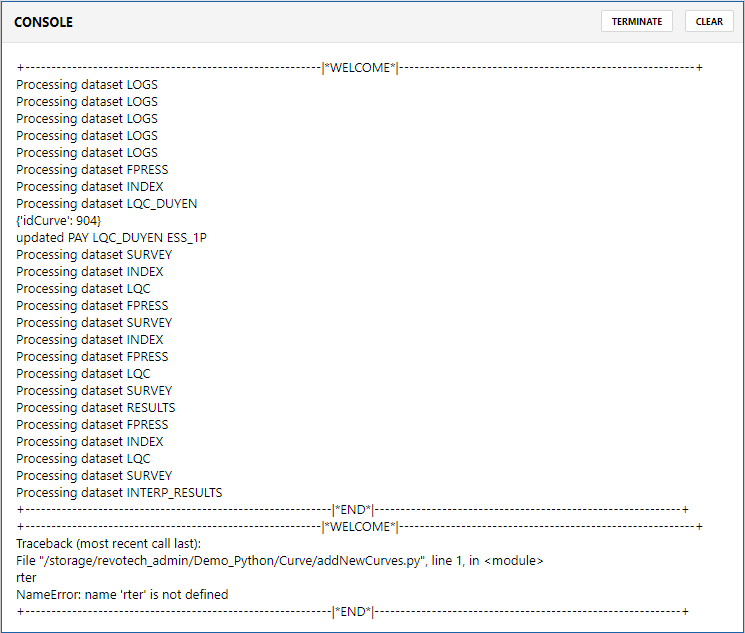 CONSOLE TERMINATE CLEAR
+----------------------------------------------------------|*WELCOME*|----------------------------------------------------------+
Processing dataset LOGS
Processing dataset LOGS
Processing dataset LOGS
Processing dataset LOGS
Processing dataset LOGS
Processing dataset FPRESS
Processing dataset INDEX
Processing dataset LQC_DUYEN
{'idCurve': 904}
updated PAY LQC_DUYEN ESS_1P
Processing dataset SURVEY
Processing dataset INDEX
Processing dataset LQC
Processing dataset FPRESS
Processing dataset SURVEY
Processing dataset INDEX
Processing dataset FPRESS
Processing dataset LQC
Processing dataset SURVEY
Processing dataset RESULTS
Processing dataset FPRESS
Processing dataset INDEX
Processing dataset LQC
Processing dataset SURVEY
Processing dataset INTERP_RESULTS
+------------------------------------------------------------|*END*|------------------------------------------------------------+
+----------------------------------------------------------|*WELCOME*|----------------------------------------------------------+
Traceback (most recent call last):
File "/storage/revotech_admin/Demo_Python/Curve/addNewCurves.py", line 1, in <module>
rter
NameError: name 'rter' is not defined
+------------------------------------------------------------|*END*|------------------------------------------------------------+